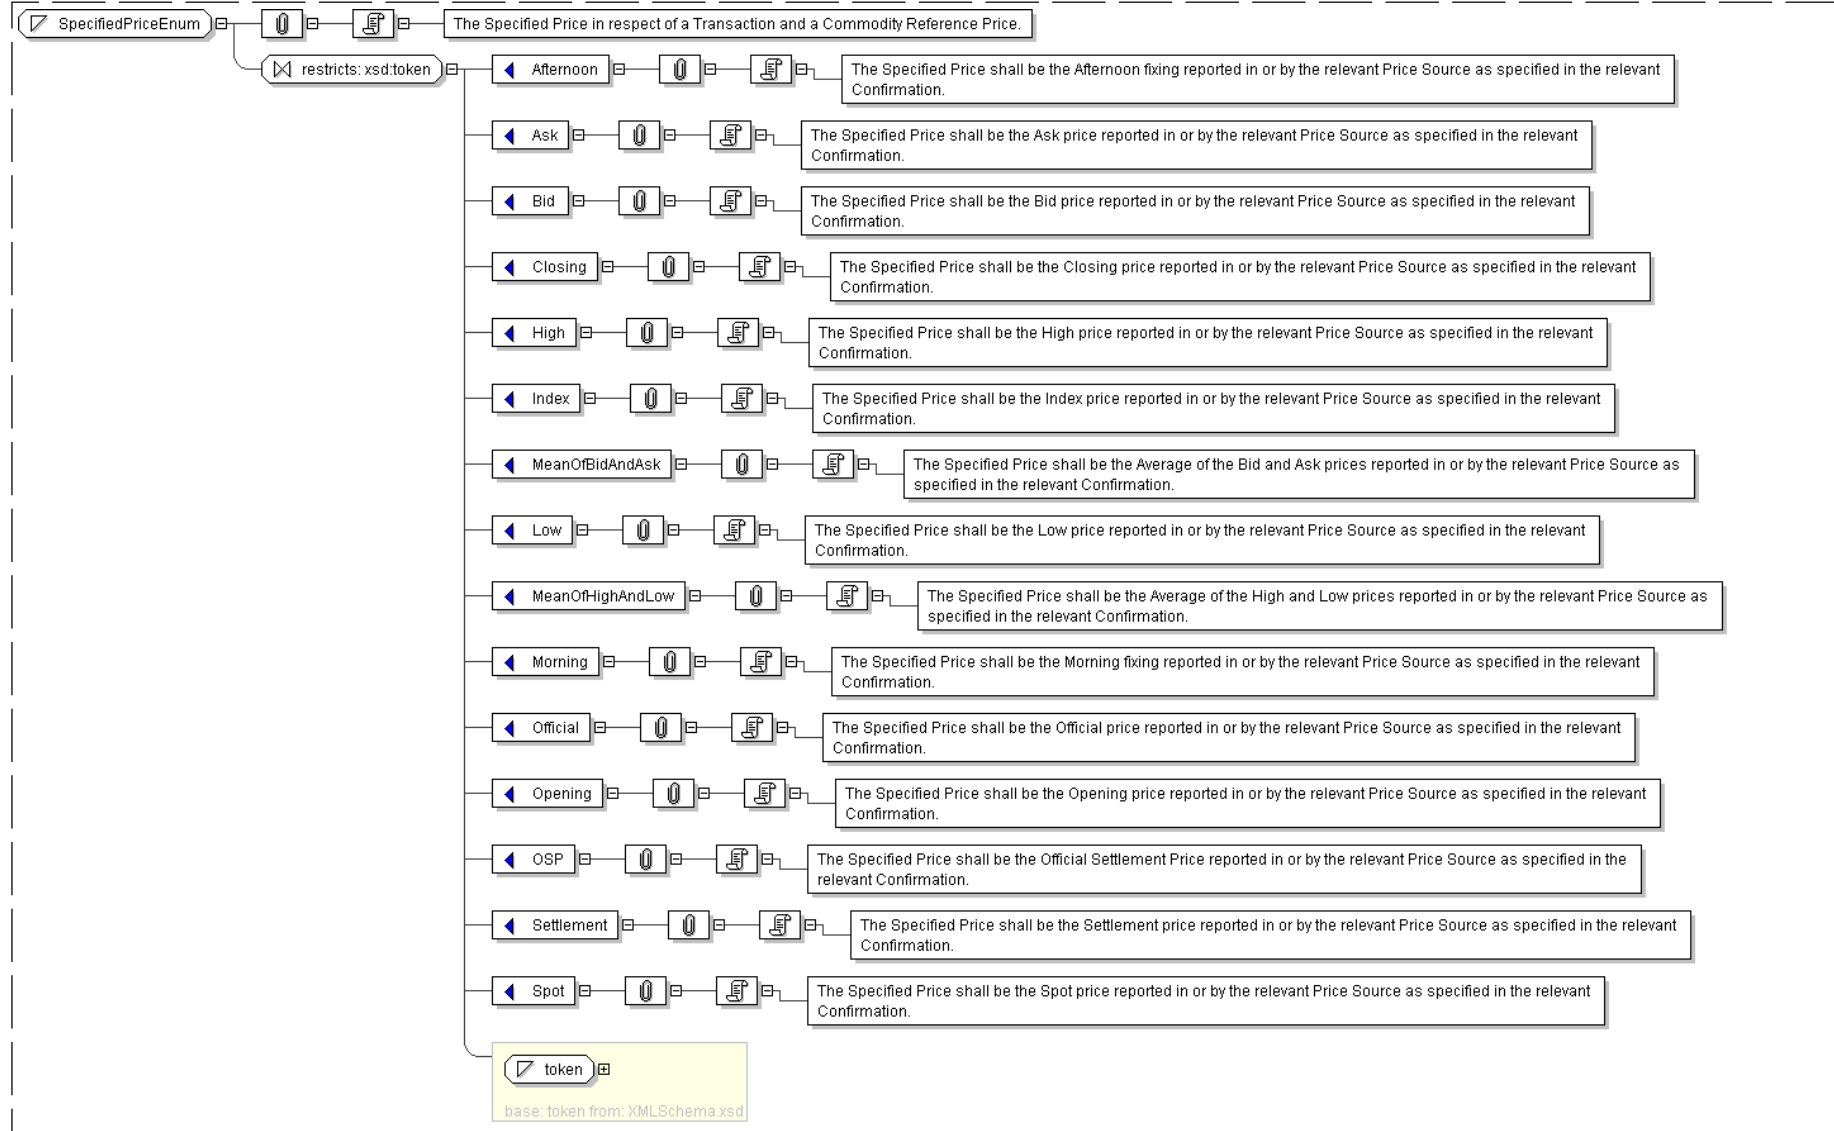 SpecifiedPriceEnum
The Specified Price in respect of a Transaction and a Commodity Reference Price.
restricts: xsd:token
Afternoon
The Specified Price shall be the Afternoon fixing reported in or by the relevant Price Source as specified in the relevant
Confirmation.
Ask
The Specified Price shall be the Ask price reported in or by the relevant Price Source as specified in the relevant
Confirmation.
Bid
The Specified Price shall be the Bid price reported in or by the relevant Price Source as specified in the relevant
Confirmation.
Closing
The Specified Price shall be the Closing price reported in or by the relevant Price Source as specified in the relevant
Confirmation.
High
The Specified Price shall be the High price reported in or by the relevant Price Source as specified in the relevant
Confirmation.
Index
The Specified Price shall be the Index price reported in or by the relevant Price Source as specified in the relevant
Confirmation.
MeanOfBidAndAsk
The Specified Price shall be the Average of the Bid and Ask prices reported in or by the relevant Price Source as
specified in the relevant Confirmation.
Low
The Specified Price shall be the Low price reported in or by the relevant Price Source as specified in the relevant
Confirmation.
MeanOfHighAndLow
The Specified Price shall be the Average of the High and Low prices reported in or by the relevant Price Source as
specified in the relevant Confirmation.
Morning
The Specified Price shall be the Morning fixing reported in or by the relevant Price Source as specified in the relevant
Confirmation.
Official
The Specified Price shall be the Official price reported in or by the relevant Price Source as specified in the relevant
Confirmation.
Opening
The Specified Price shall be the Opening price reported in or by the relevant Price Source as specified in the relevant
Confirmation.
OSP
The Specified Price shall be the Official Settlement Price reported in or by the relevant Price Source as specified in the
relevant Confirmation.
Settlement
The Specified Price shall be the Settlement price reported in or by the relevant Price Source as specified in the relevant
Confirmation.
Spot
The Specified Price shall be the Spot price reported in or by the relevant Price Source as specified in the relevant
Confirmation.
token
base: token from: XMLSchema.xsd